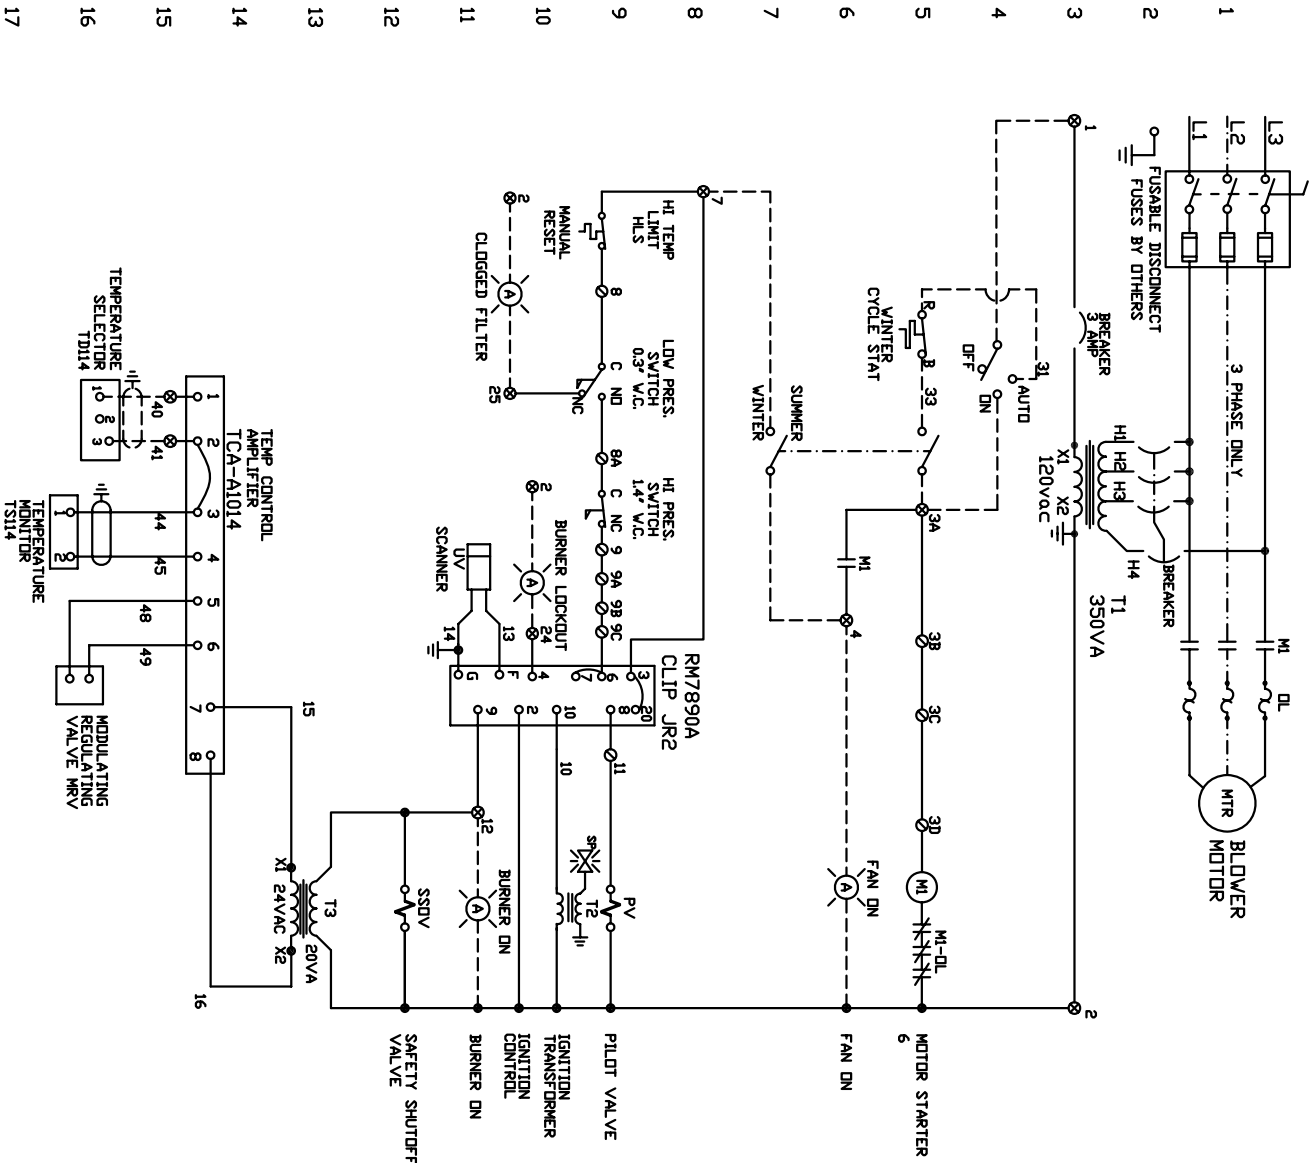 1
2
3
4
5
6
7
8
9
10
11
12
13
14
15
16
17
L3
L2
L1
FUSABLE DISCONNECT
FUSES BY OTHERS
3 PHASE ONLY
M1
OL
MTR
BLOWER
MOTOR
H1
H2
H3
H4
BREAKER
T1
350VA
1
BREAKER
3 AMP
X1
X2
120vac
2
OFF
31
AUTO
ON
R
B
WINTER
CYCLE STAT
33
3A
3B
3C
3D
M1
M1-OL
MOTOR STARTER
6
SUMMER
WINTER
M1
4
A
FAN ON
FAN ON
7
HI TEMP
LIMIT
HLS
MANUAL
RESET
8
LOW PRES.
SWITCH
0.3" W.C.
C
NO
NC
8A
HI PRES.
SWITCH
1.4" W.C.
C
NC
9
9A
9B
9C
RM7890A
CLIP JR2
3
20
6
7
8
4
10
F
2
G
9
11
PV
PILOT VALVE
2
A
CLOGGED FILTER
25
2
A
BURNER LOCKOUT
24
10
SP
T2
IGNITION
TRANSFORMER
IGNITION
CONTROL
UV
SCANNER
13
14
12
A
BURNER ON
BURNER ON
SSOV
SAFETY SHUTOFF
VALVE
T3
20VA
X1
24VAC
X2
15
16
TEMP CONTROL
AMPLIFIER
TCA-A1014
1
2
3
4
5
6
7
8
40
41
44
45
48
49
TEMPERATURE
SELECTOR
TD114
1
2
3
TEMPERATURE
MONITOR
TS114
1
2
MODULATING
REGULATING
VALVE MRV